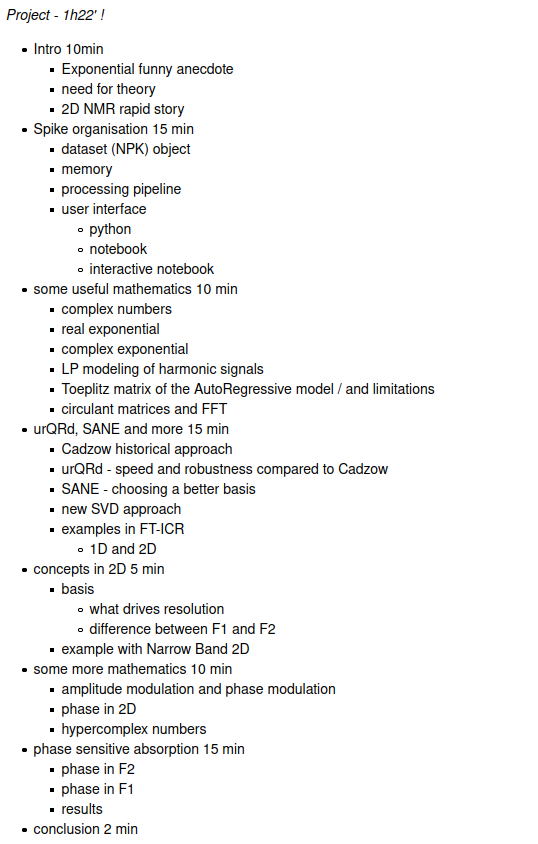 Project - 1h22' !
Intro 10min
Exponential funny anecdote
need for theory
2D NMR rapid story
Spike organisation 15 min
dataset (NPK) object
memory
processing pipeline
user interface
python
notebook
interactive notebook
some useful mathematics 10 min
complex numbers
real exponential
complex exponential
LP modeling of harmonic signals
Toeplitz matrix of the AutoRegressive model / and limitations
circulant matrices and FFT
urQRd, SANE and more 15 min
Cadzow historical approach
urQRd - speed and robustness compared to Cadzow
SANE - choosing a better basis
new SVD approach
examples in FT-ICR
1D and 2D
concepts in 2D 5 min
basis
what drives resolution
difference between F1 and F2
example with Narrow Band 2D
some more mathematics 10 min
amplitude modulation and phase modulation
phase in 2D
hypercomplex numbers
phase sensitive absorption 15 min
phase in F2
phase in F1
results
conclusion 2 min